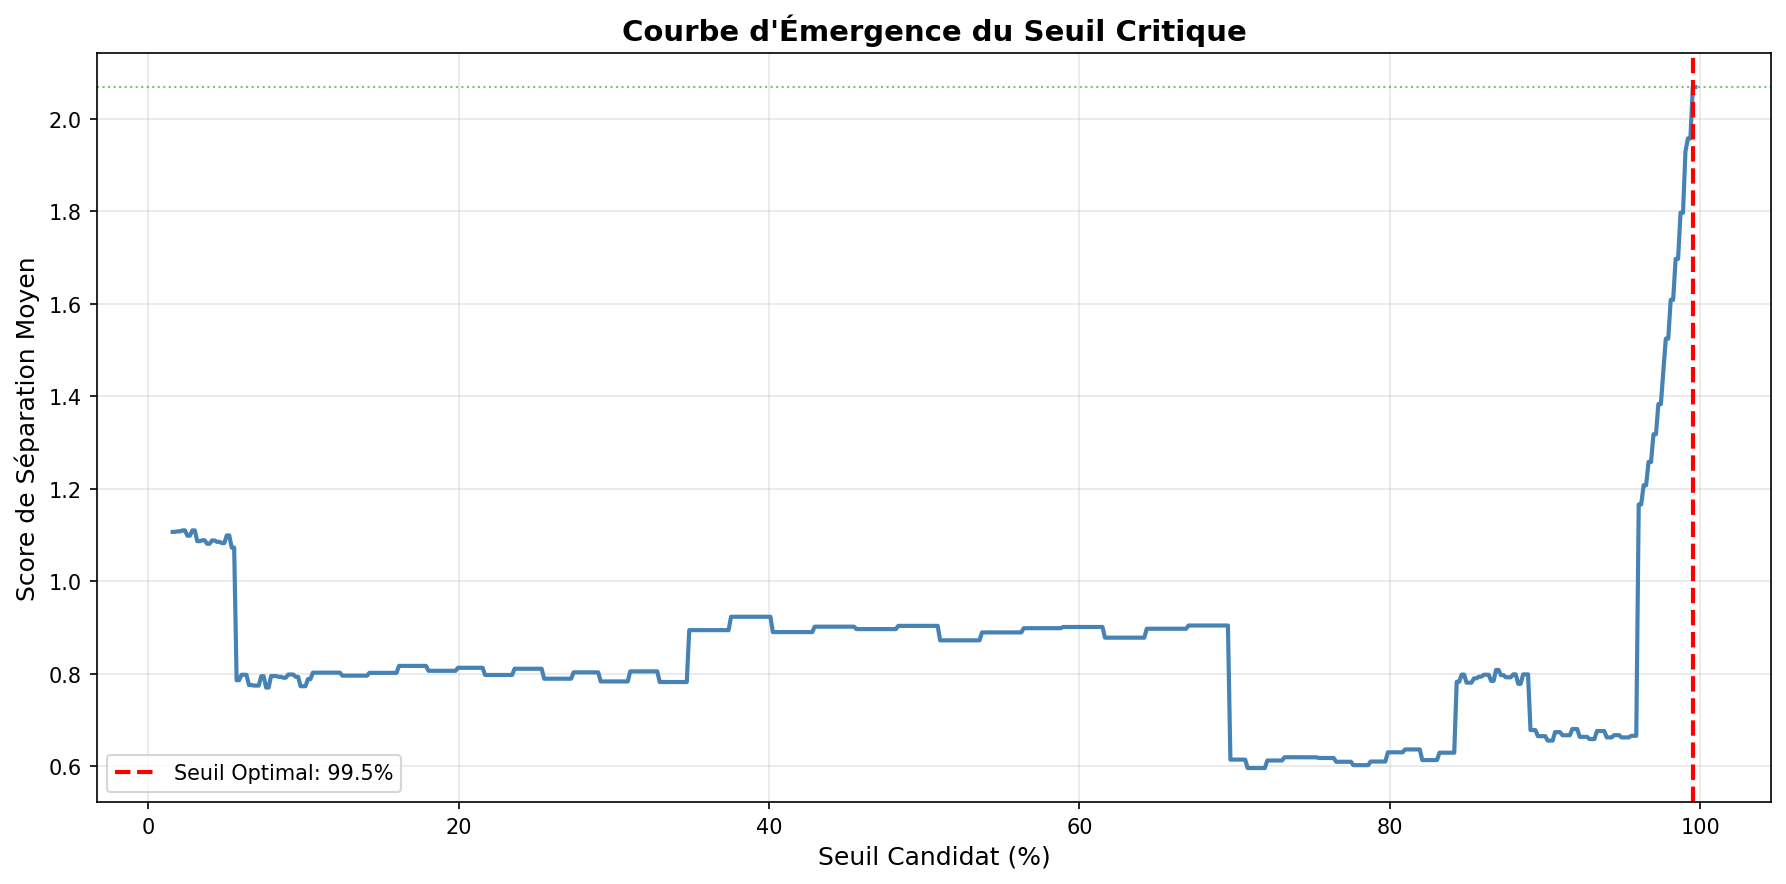 Courbe d'Émergence du Seuil Critique
Score de Séparation Moyen
2.0
1.8
1.6
1.4
1.2
1.0
0.8
0.6
Seuil Optimal: 99.5%
0 20 40 60 80 100
Seuil Candidat (%)